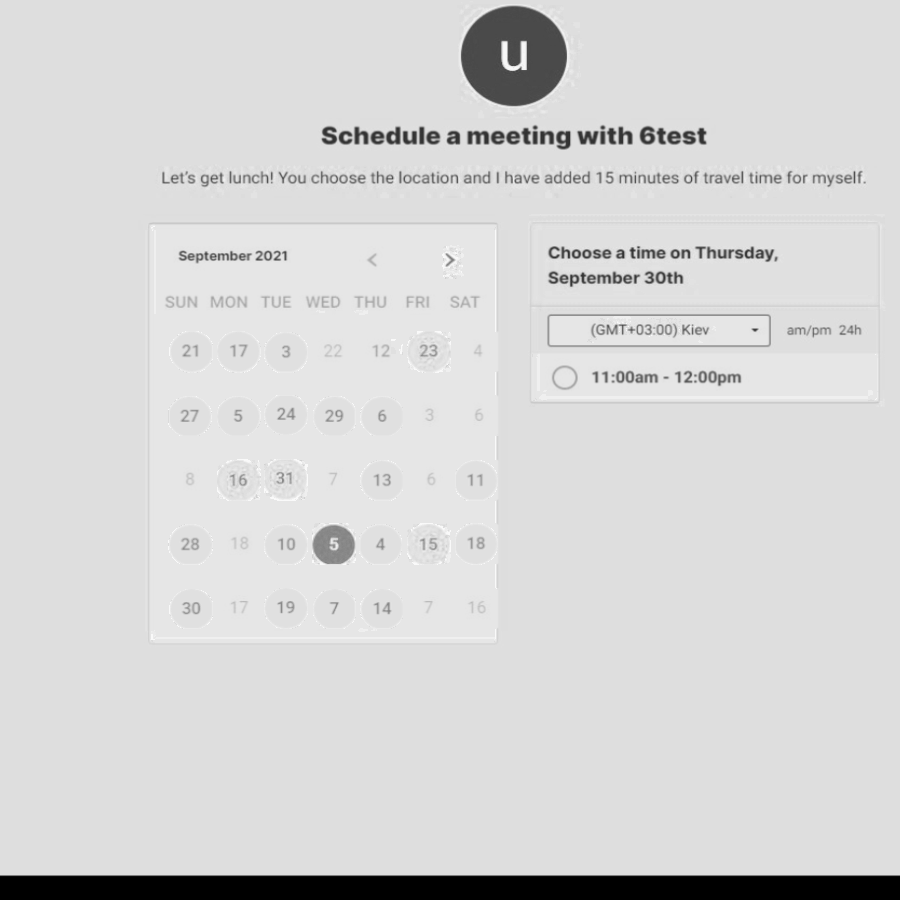 u
Schedule a meeting with 6test
Let's get lunch! You choose the location and I have added 15 minutes of travel time for myself.
September 2021 < >
SUN MON TUE WED THU FRI SAT
21 17 3 22 12 23 4
27 5 24 29 6 3 6
8 16 31 7 13 6 11
28 18 10 5 4 15 18
30 17 19 7 14 7 16
Choose a time on Thursday,
September 30th
(GMT+03:00) Kiev am/pm 24h
11:00am - 12:00pm